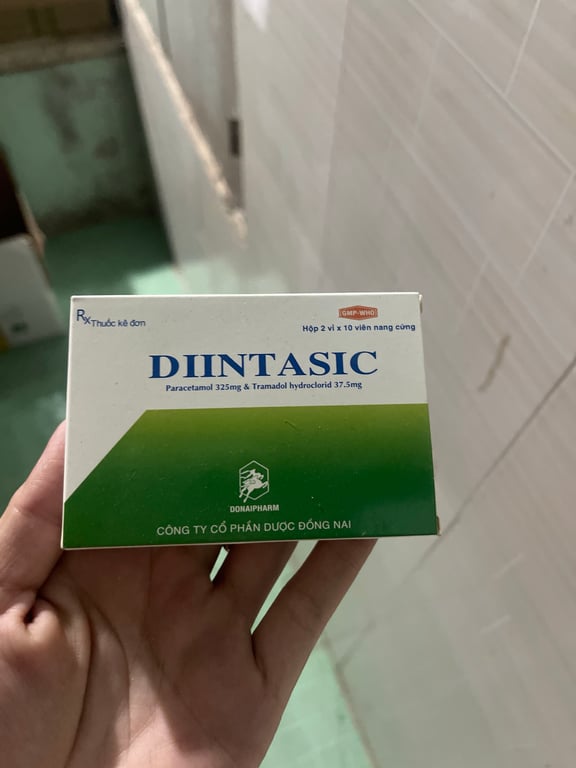 Rx Thuốc kê đơn
GMP-WHO
Hộp 2 vỉ x 10 viên nang cứng
DIINTASIC
Paracetamol 325mg & Tramadol hydroclorid 37.5mg
DONAIPHARM
CÔNG TY CỔ PHẦN DƯỢC ĐỒNG NAI